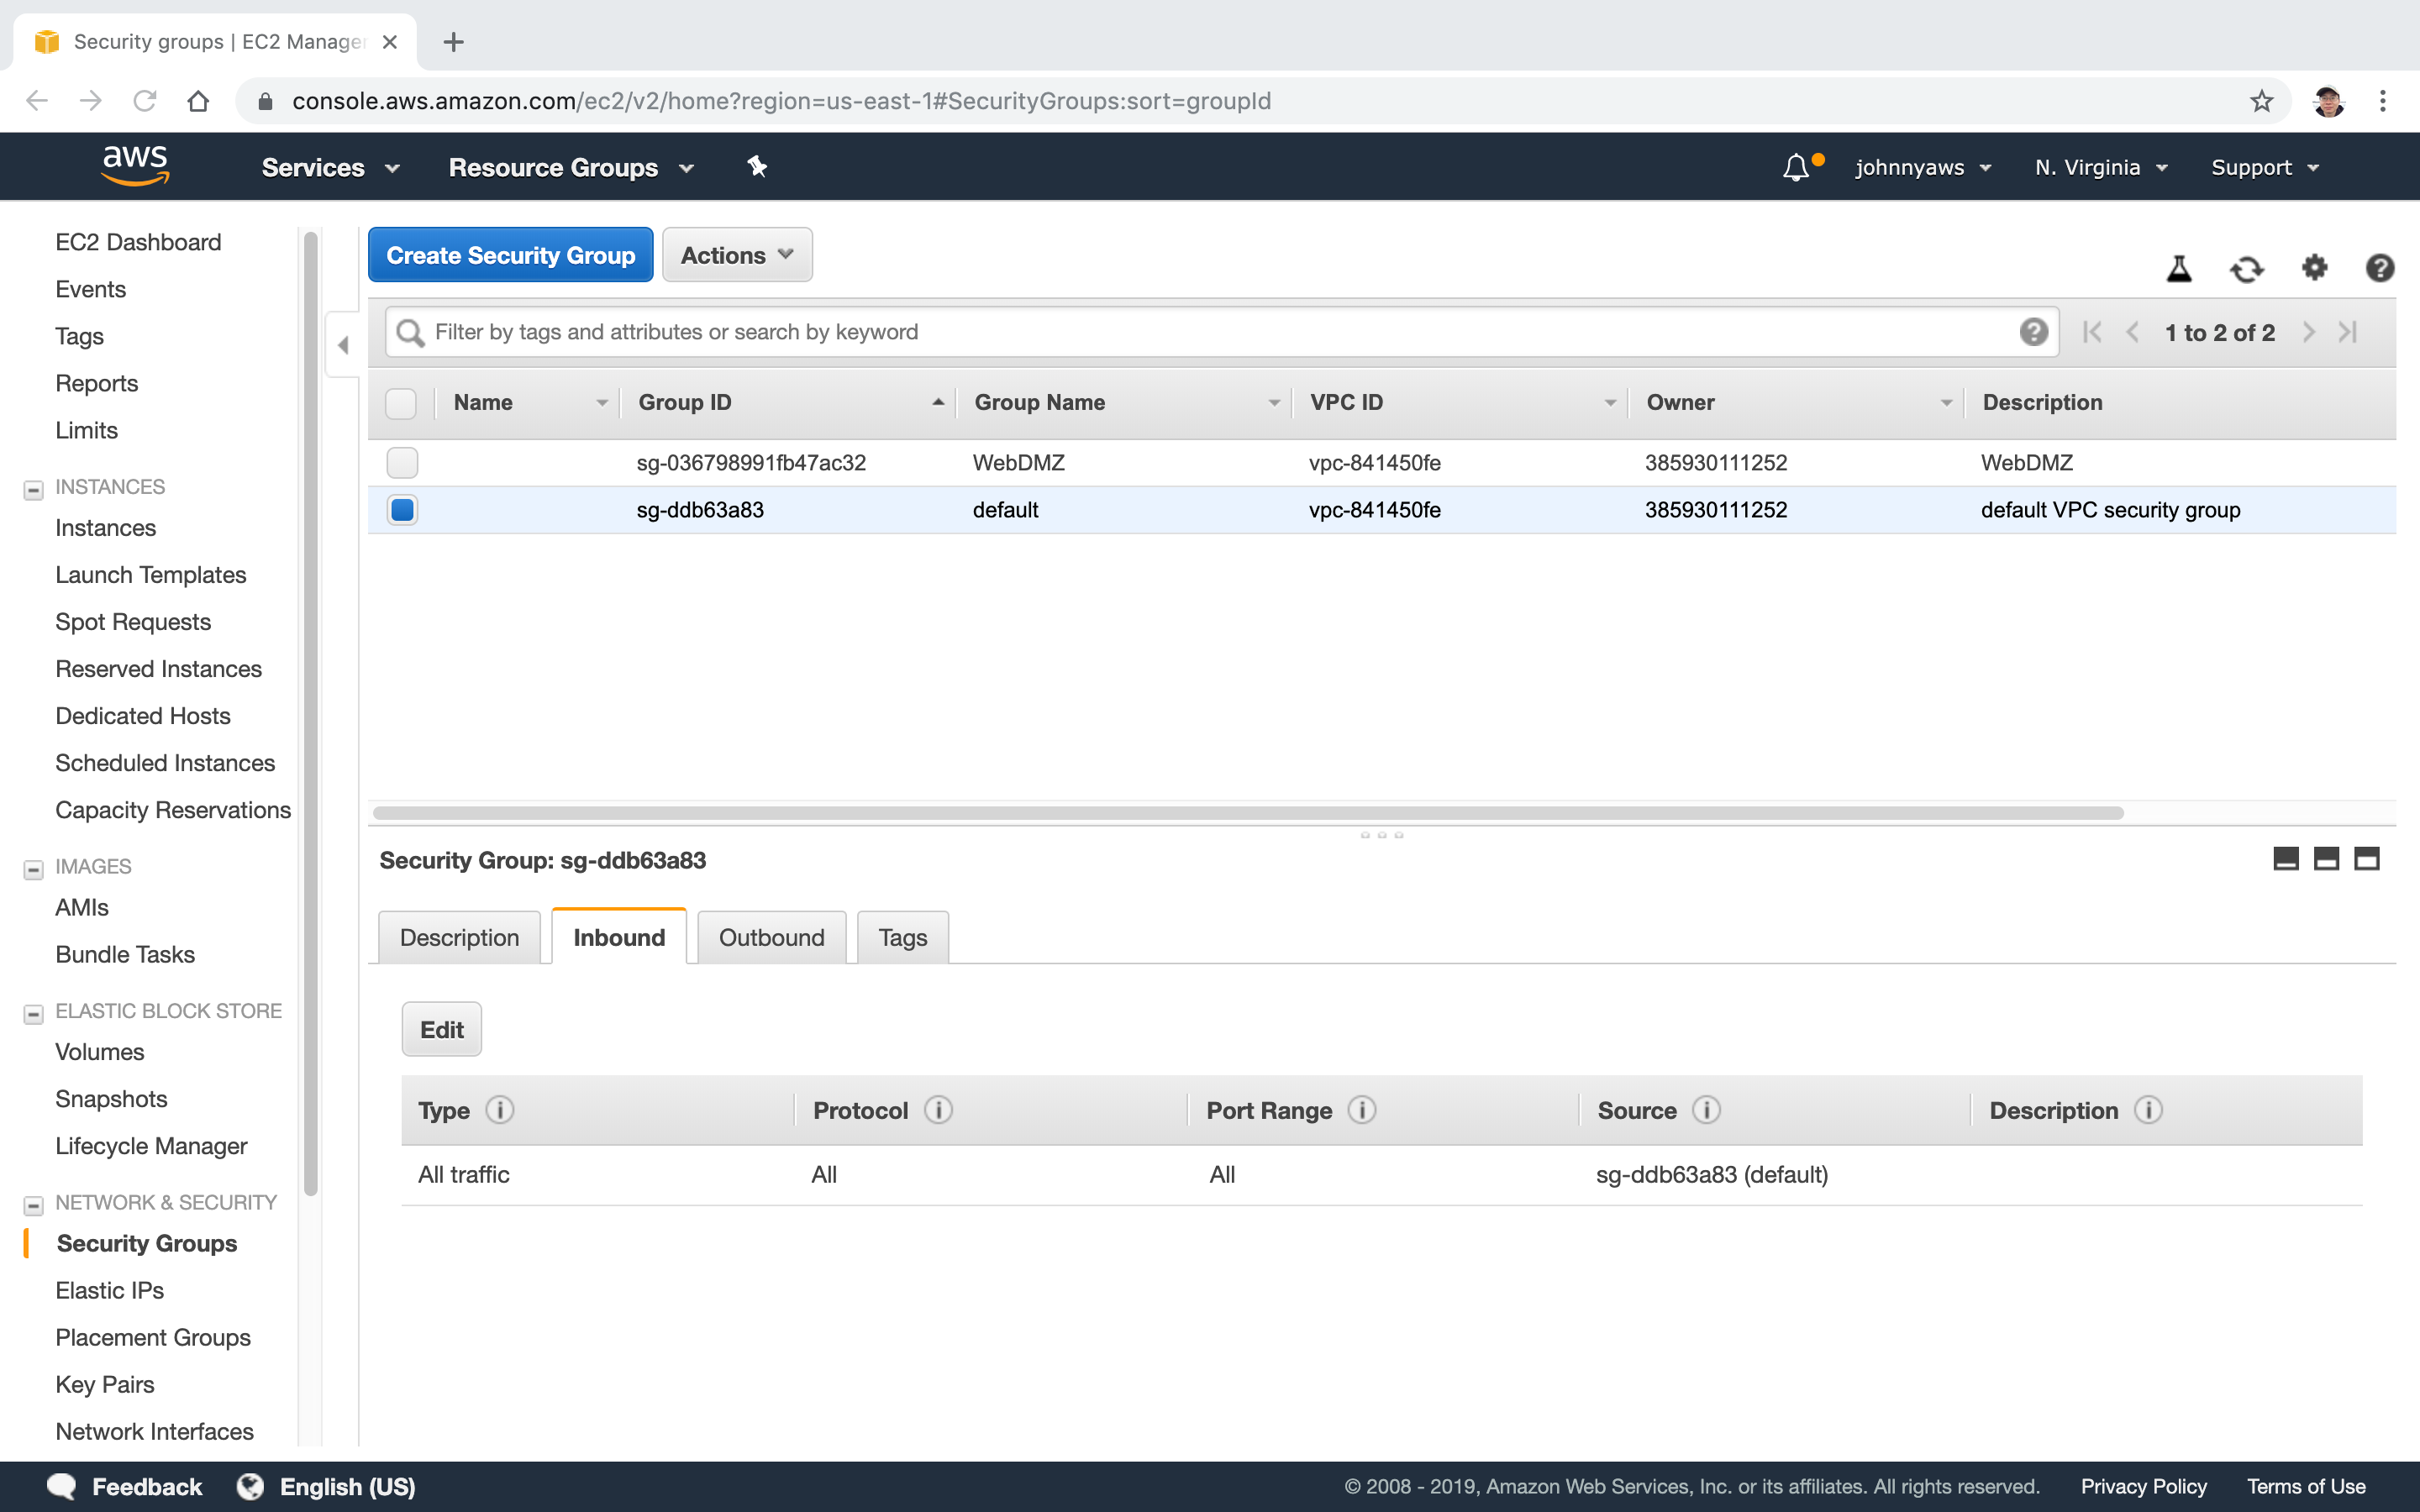 Security groups | EC2 Manager
console.aws.amazon.com/ec2/v2/home?region=us-east-1#SecurityGroups:sort=groupId
aws Services Resource Groups johnnyaws N. Virginia Support
EC2 Dashboard
Events
Tags
Reports
Limits
INSTANCES
Instances
Launch Templates
Spot Requests
Reserved Instances
Dedicated Hosts
Scheduled Instances
Capacity Reservations
IMAGES
AMIs
Bundle Tasks
ELASTIC BLOCK STORE
Volumes
Snapshots
Lifecycle Manager
NETWORK & SECURITY
Security Groups
Elastic IPs
Placement Groups
Key Pairs
Network Interfaces
Create Security Group Actions
Filter by tags and attributes or search by keyword 1 to 2 of 2
Name Group ID Group Name VPC ID Owner Description
sg-036798991fb47ac32 WebDMZ vpc-841450fe 385930111252 WebDMZ
sg-ddb63a83 default vpc-841450fe 385930111252 default VPC security group
Security Group: sg-ddb63a83
Description Inbound Outbound Tags
Edit
Type Protocol Port Range Source Description
All traffic All All sg-ddb63a83 (default)
Feedback English (US) © 2008 - 2019, Amazon Web Services, Inc. or its affiliates. All rights reserved. Privacy Policy Terms of Use